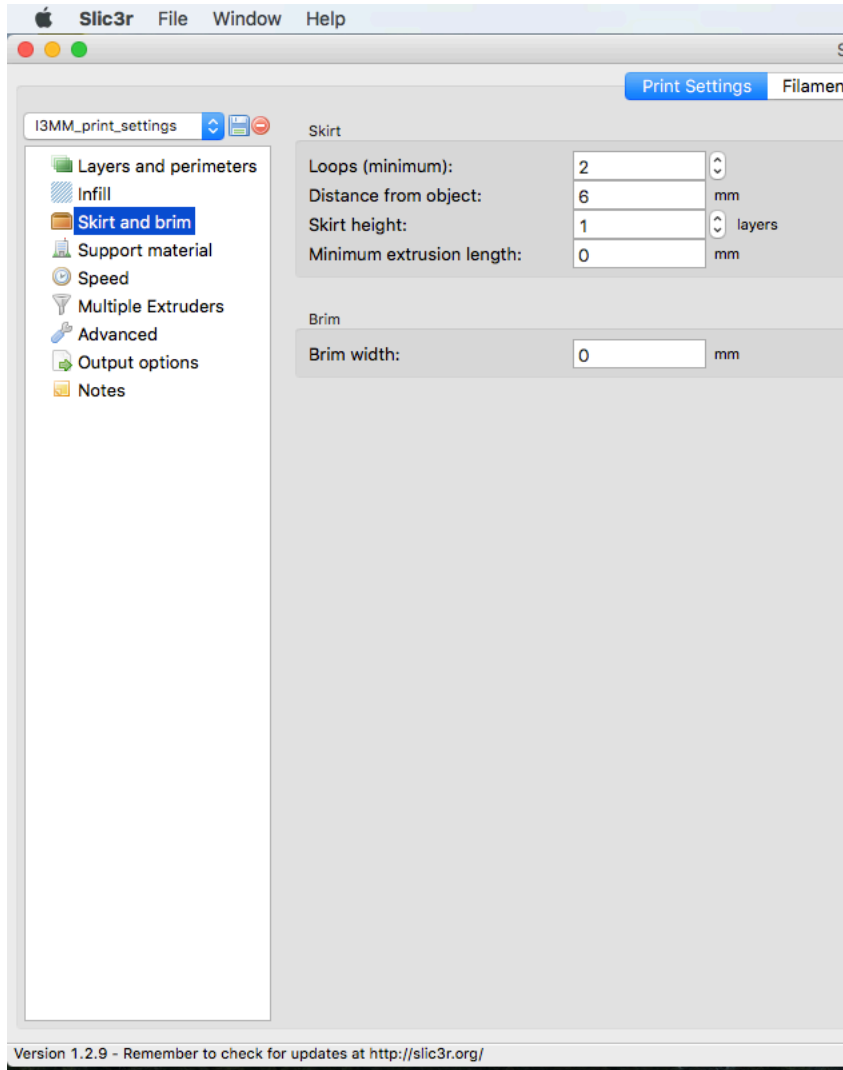 Slic3r File Window Help
S
Print Settings Filamen
I3MM_print_settings
Layers and perimeters
Infill
Skirt and brim
Support material
Speed
Multiple Extruders
Advanced
Output options
Notes
Skirt
Loops (minimum): 2
Distance from object: 6 mm
Skirt height: 1 layers
Minimum extrusion length: 0 mm
Brim
Brim width: 0 mm
Version 1.2.9 - Remember to check for updates at http://slic3r.org/